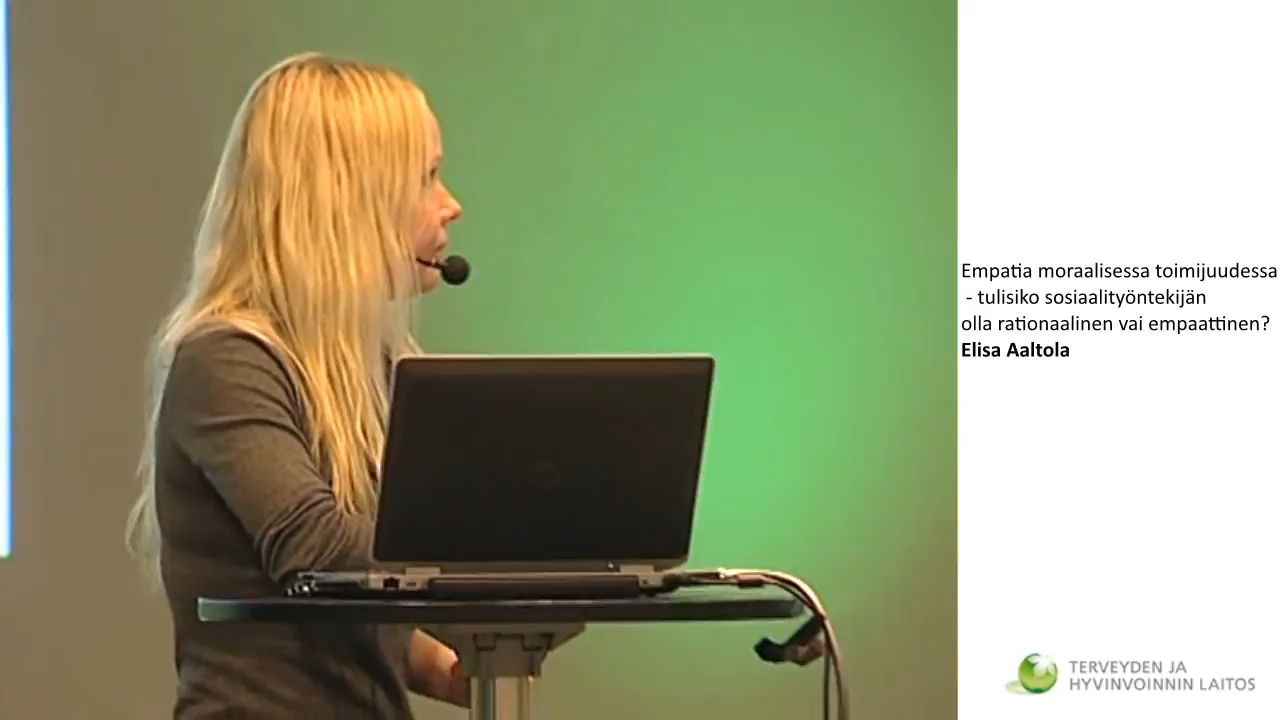 Empatia moraalisessa toimijuudessa
- tulisiko sosiaalityöntekijän
olla rationaalinen vai empaattinen?
Elisa Aaltola
TERVEYDEN JA
HYVINVOINNIN LAITOS